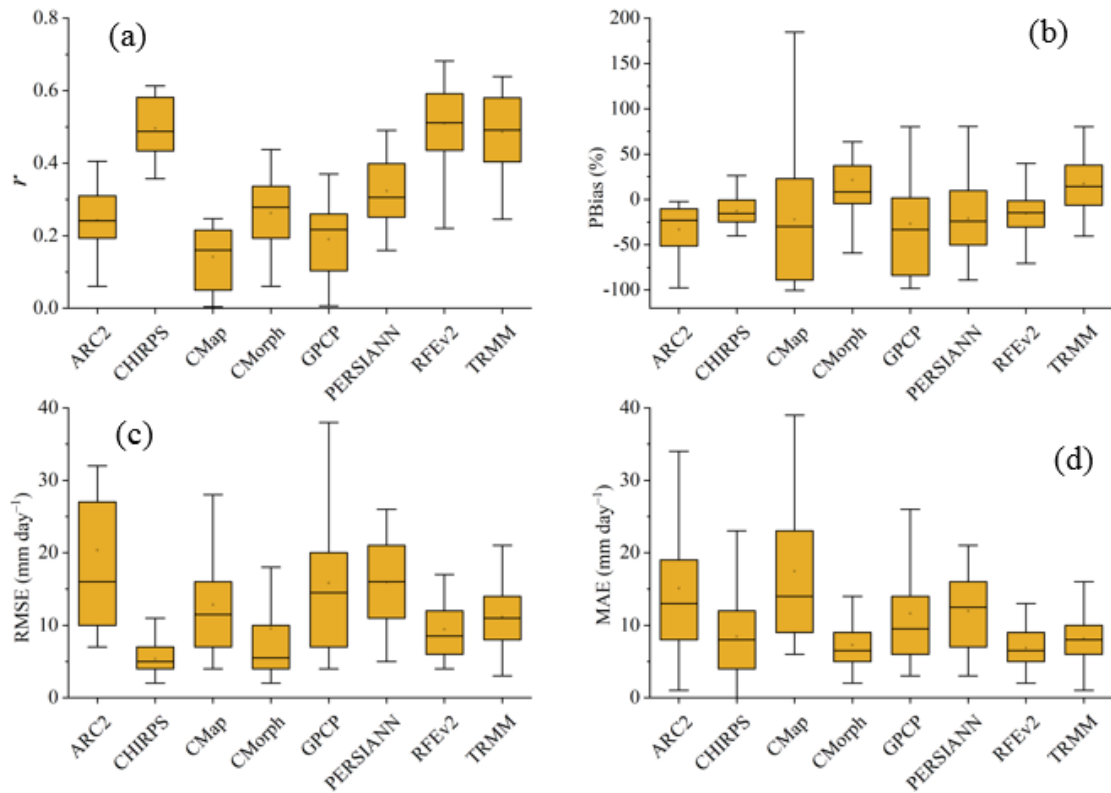 (a)
0.8
0.6
0.4
0.2
0.0
r
ARC2
CHIRPS
CMap
CMorph
GPCP
PERSIANN
RFEv2
TRMM
(b)
200
150
100
50
0
-50
-100
PBias (%)
ARC2
CHIRPS
CMap
CMorph
GPCP
PERSIANN
RFEv2
TRMM
(c)
40
30
20
10
0
RMSE (mm day⁻¹)
ARC2
CHIRPS
CMap
CMorph
GPCP
PERSIANN
RFEv2
TRMM
(d)
40
30
20
10
0
MAE (mm day⁻¹)
ARC2
CHIRPS
CMap
CMorph
GPCP
PERSIANN
RFEv2
TRMM